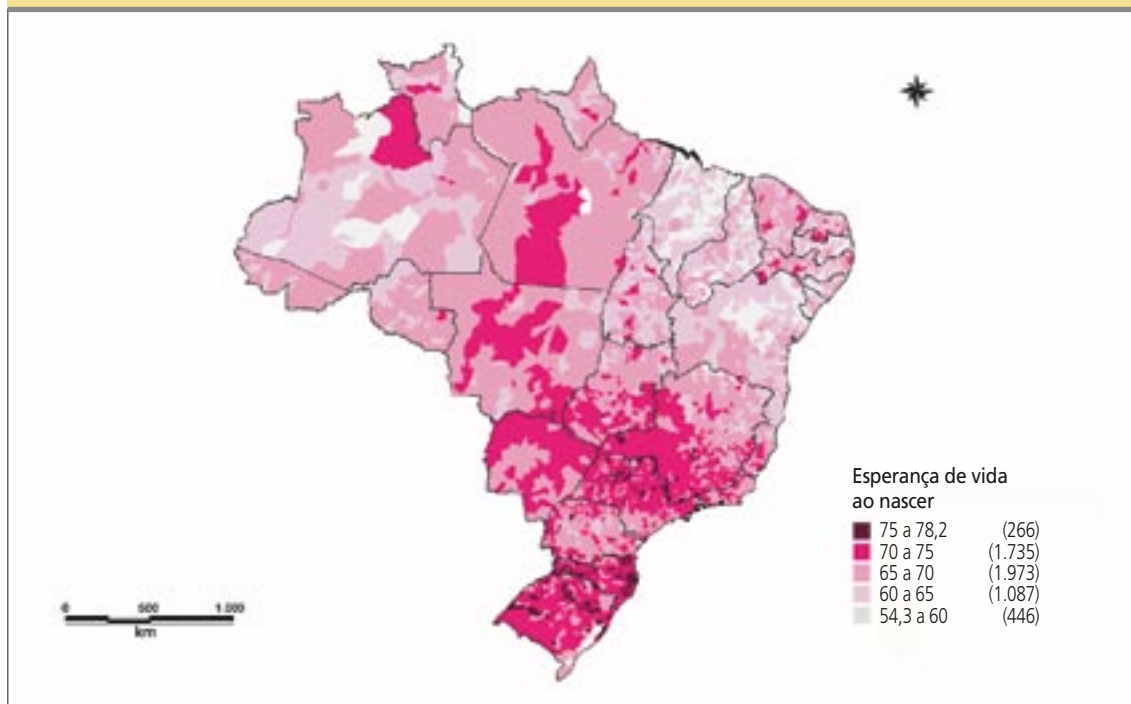 Esperança de vida
ao nascer
75 a 78,2 (266)
70 a 75 (1.735)
65 a 70 (1.973)
60 a 65 (1.087)
54,3 a 60 (446)
0 500 1.000
km